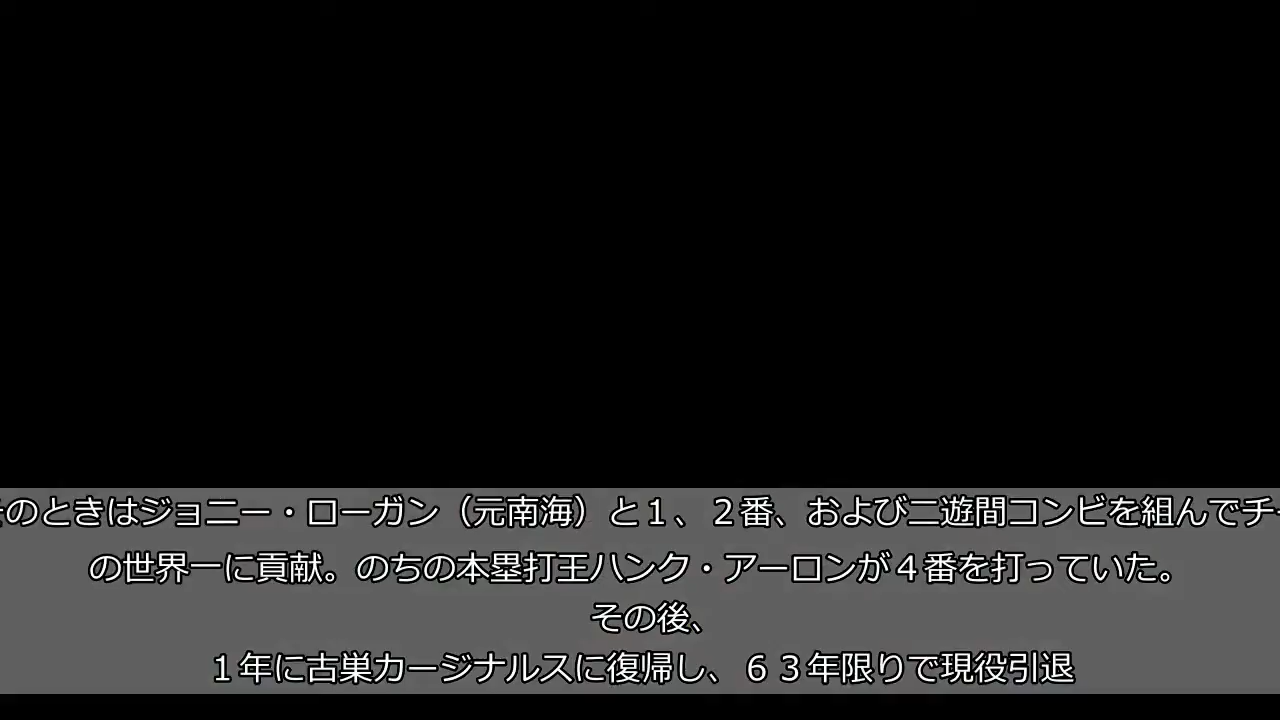 のときはジョニー・ローガン（元南海）と１、２番、および二遊間コンビを組んでチ
の世界一に貢献。のちの本塁打王ハンク・アーロンが４番を打っていた。
その後、
１年に古巣カージナルスに復帰し、６３年限りで現役引退